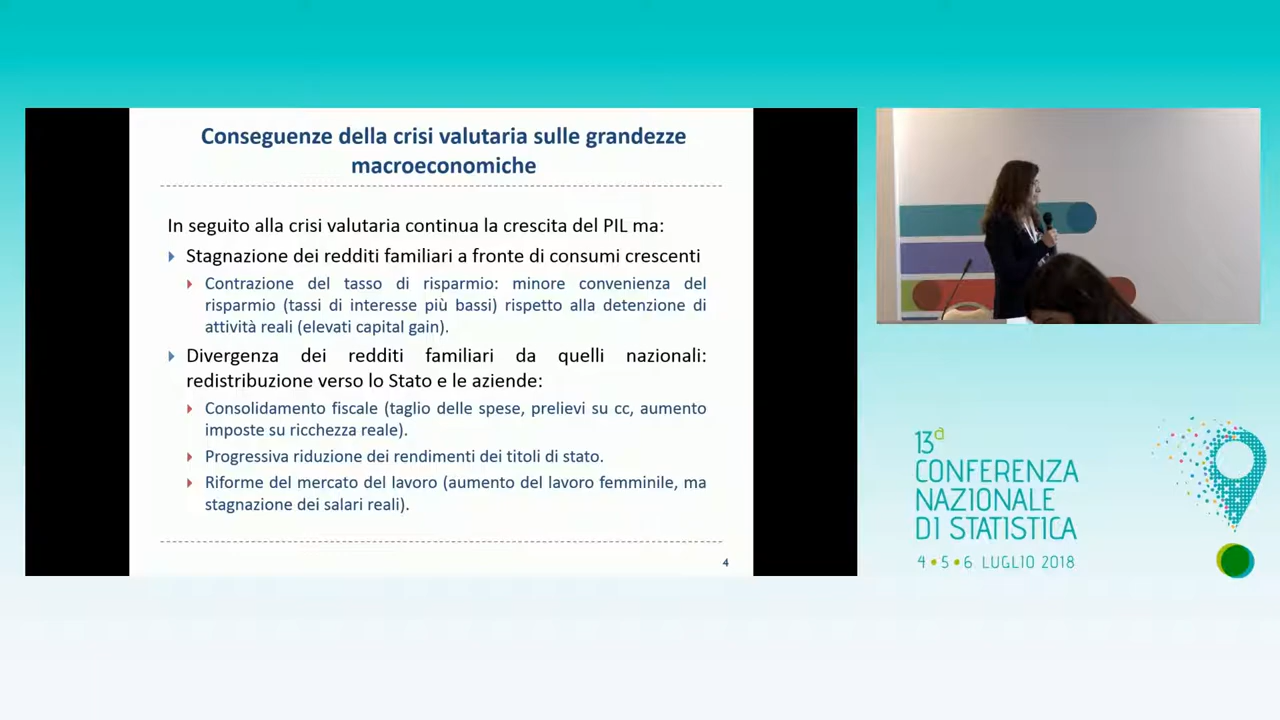 Conseguenze della crisi valutaria sulle grandezze
macroeconomiche
In seguito alla crisi valutaria continua la crescita del PIL ma:
Stagnazione dei redditi familiari a fronte di consumi crescenti
Contrazione del tasso di risparmio: minore convenienza del
risparmio (tassi di interesse più bassi) rispetto alla detenzione di
attività reali (elevati capital gain).
Divergenza dei redditi familiari da quelli nazionali:
redistribuzione verso lo Stato e le aziende:
Consolidamento fiscale (taglio delle spese, prelievi su cc, aumento
imposte su ricchezza reale).
Progressiva riduzione dei rendimenti dei titoli di stato.
Riforme del mercato del lavoro (aumento del lavoro femminile, ma
stagnazione dei salari reali).
4
13ª
CONFERENZA
NAZIONALE
DI STATISTICA
4 • 5 • 6 LUGLIO 2018